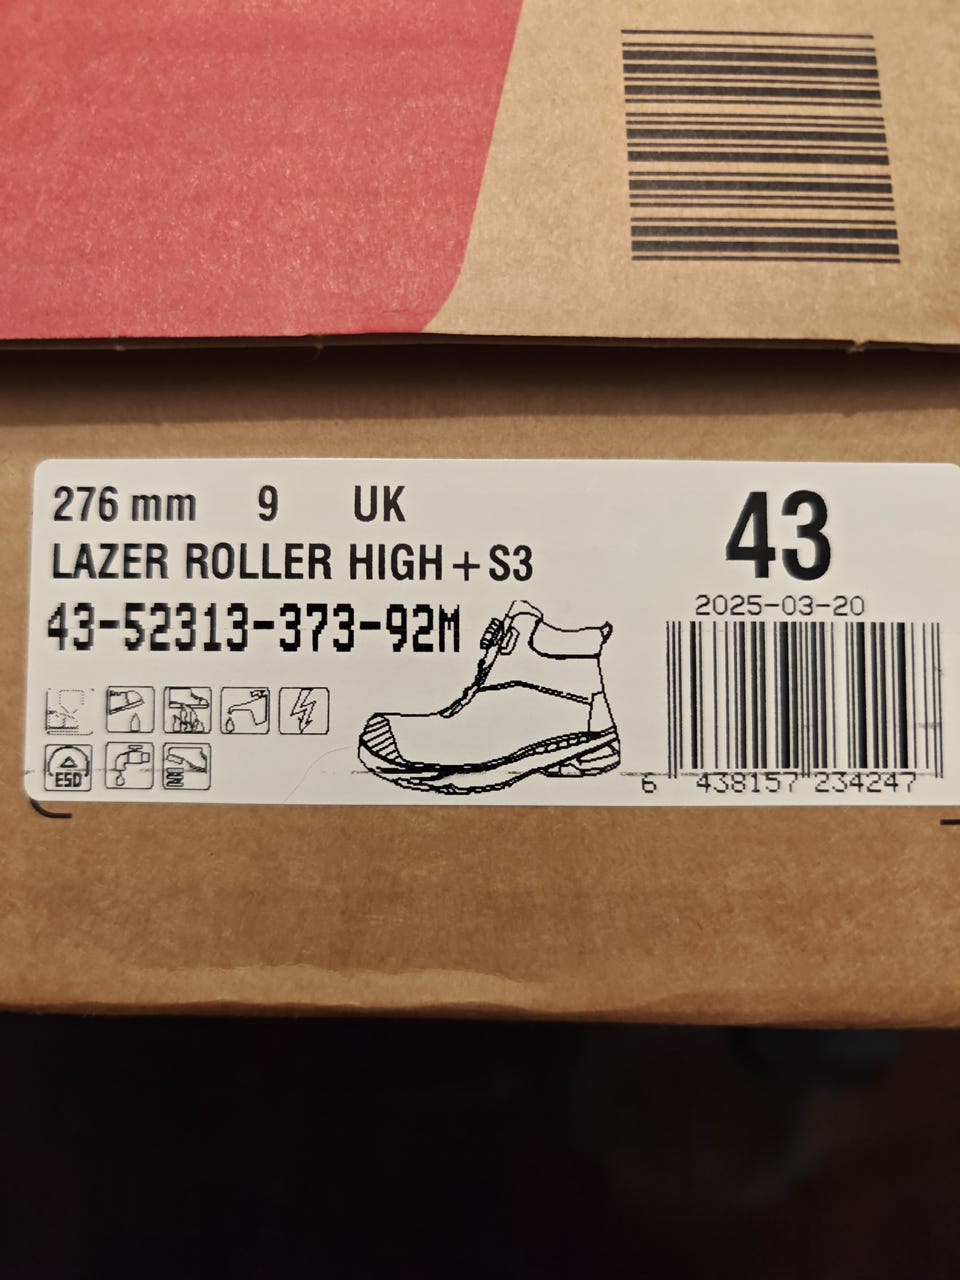 276 mm 9 UK
43
LAZER ROLLER HIGH + S3
2025-03-20
43-52313-373-92M
ESD
6 438157 234247